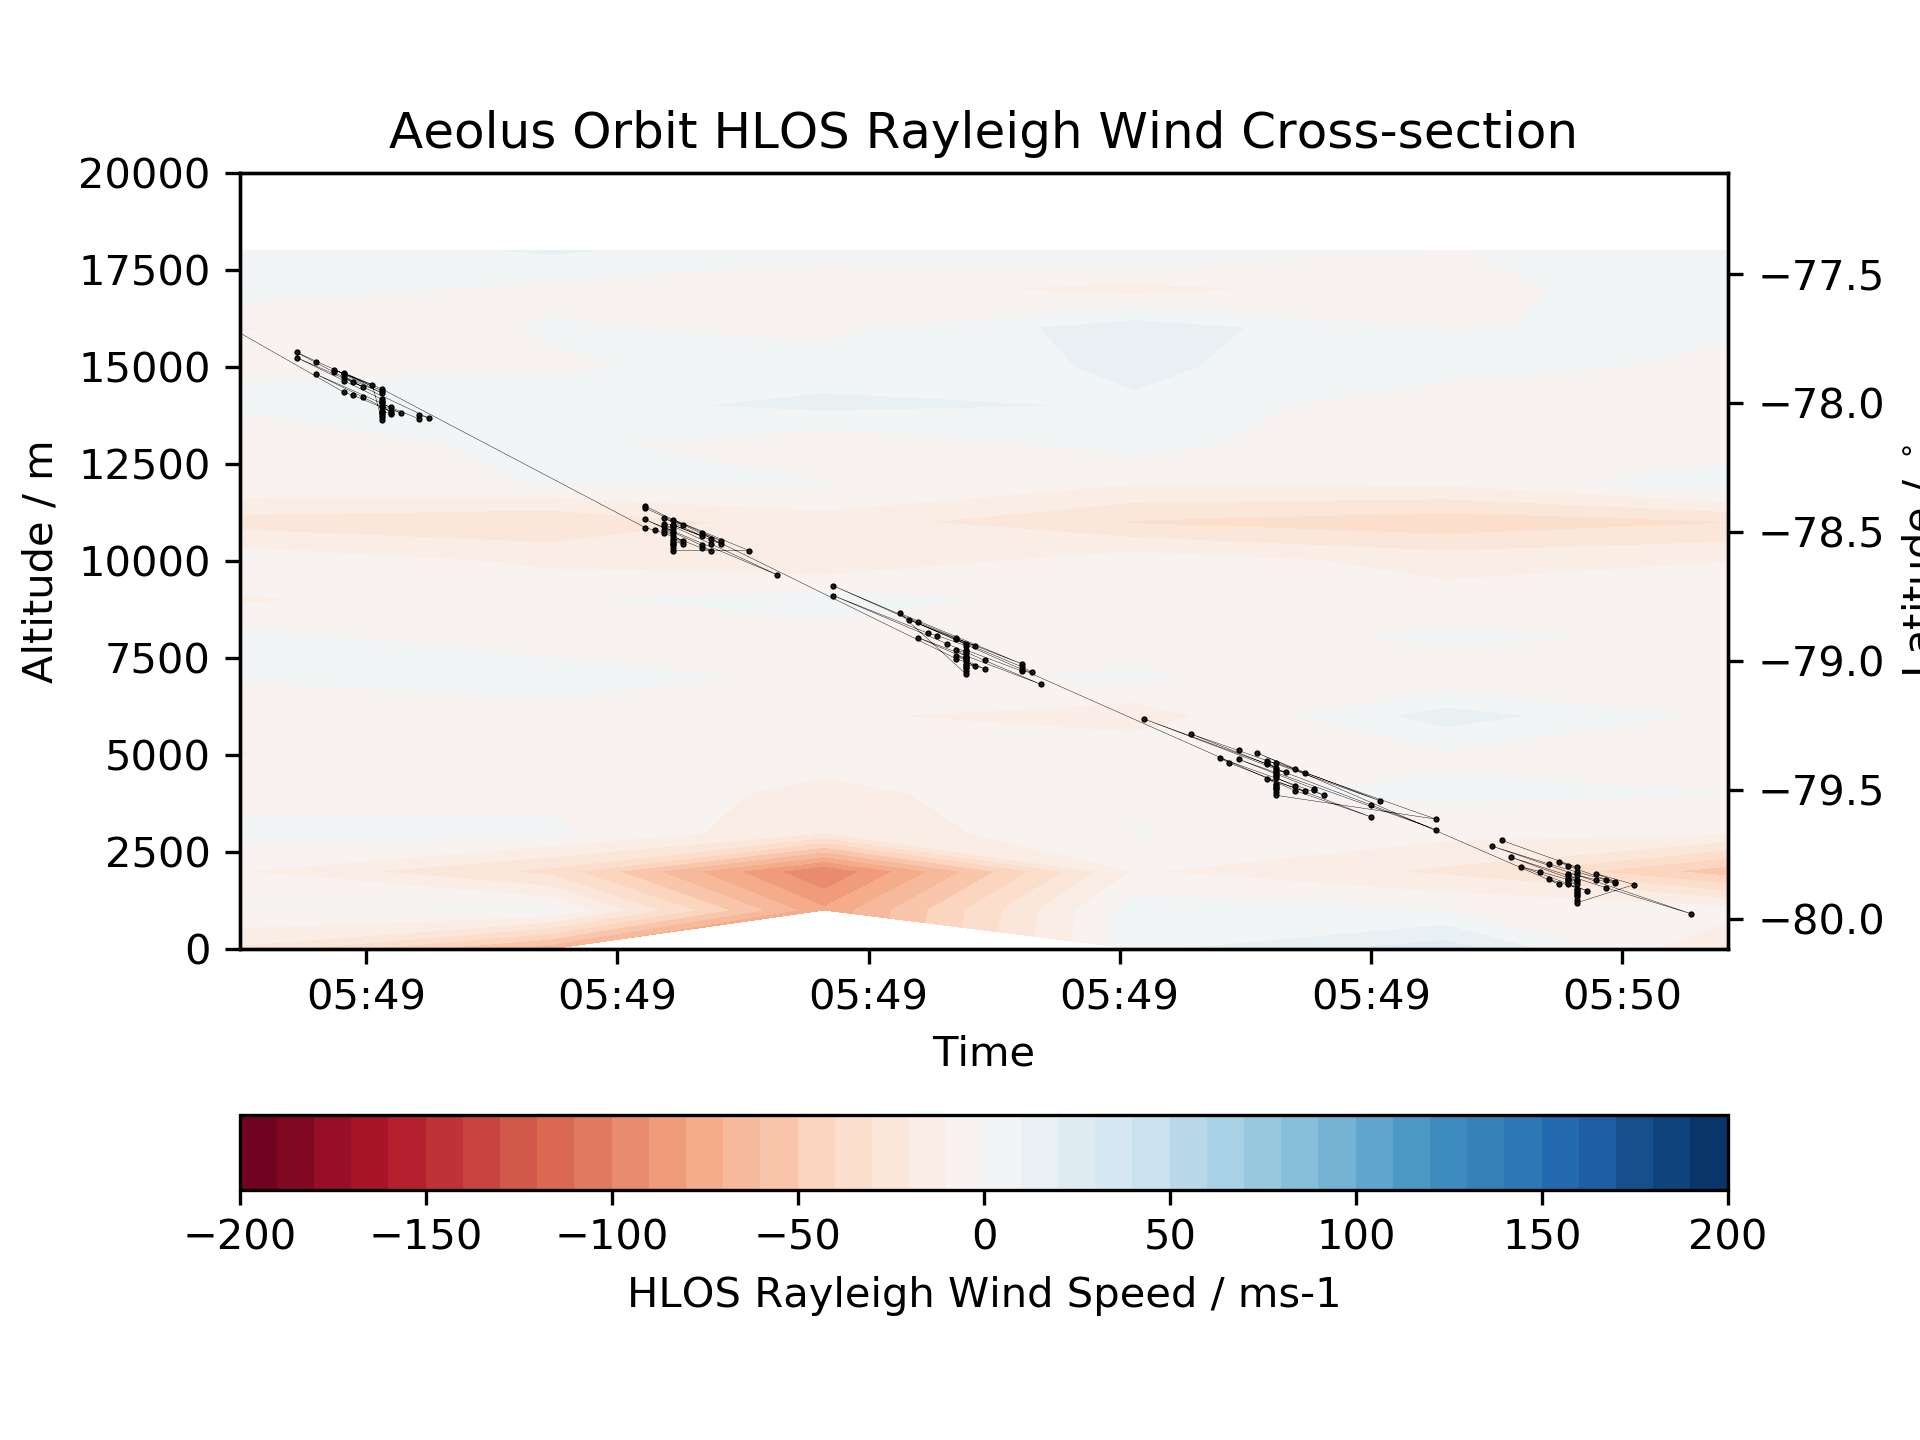 Aeolus Orbit HLOS Rayleigh Wind Cross-section
20000
17500
15000
12500
10000
7500
5000
2500
0
Altitude / m
−77.5
−78.0
−78.5
−79.0
−79.5
−80.0
Latitude / °
05:49 05:49 05:49 05:49 05:49 05:50
Time
−200 −150 −100 −50 0 50 100 150 200
HLOS Rayleigh Wind Speed / ms-1